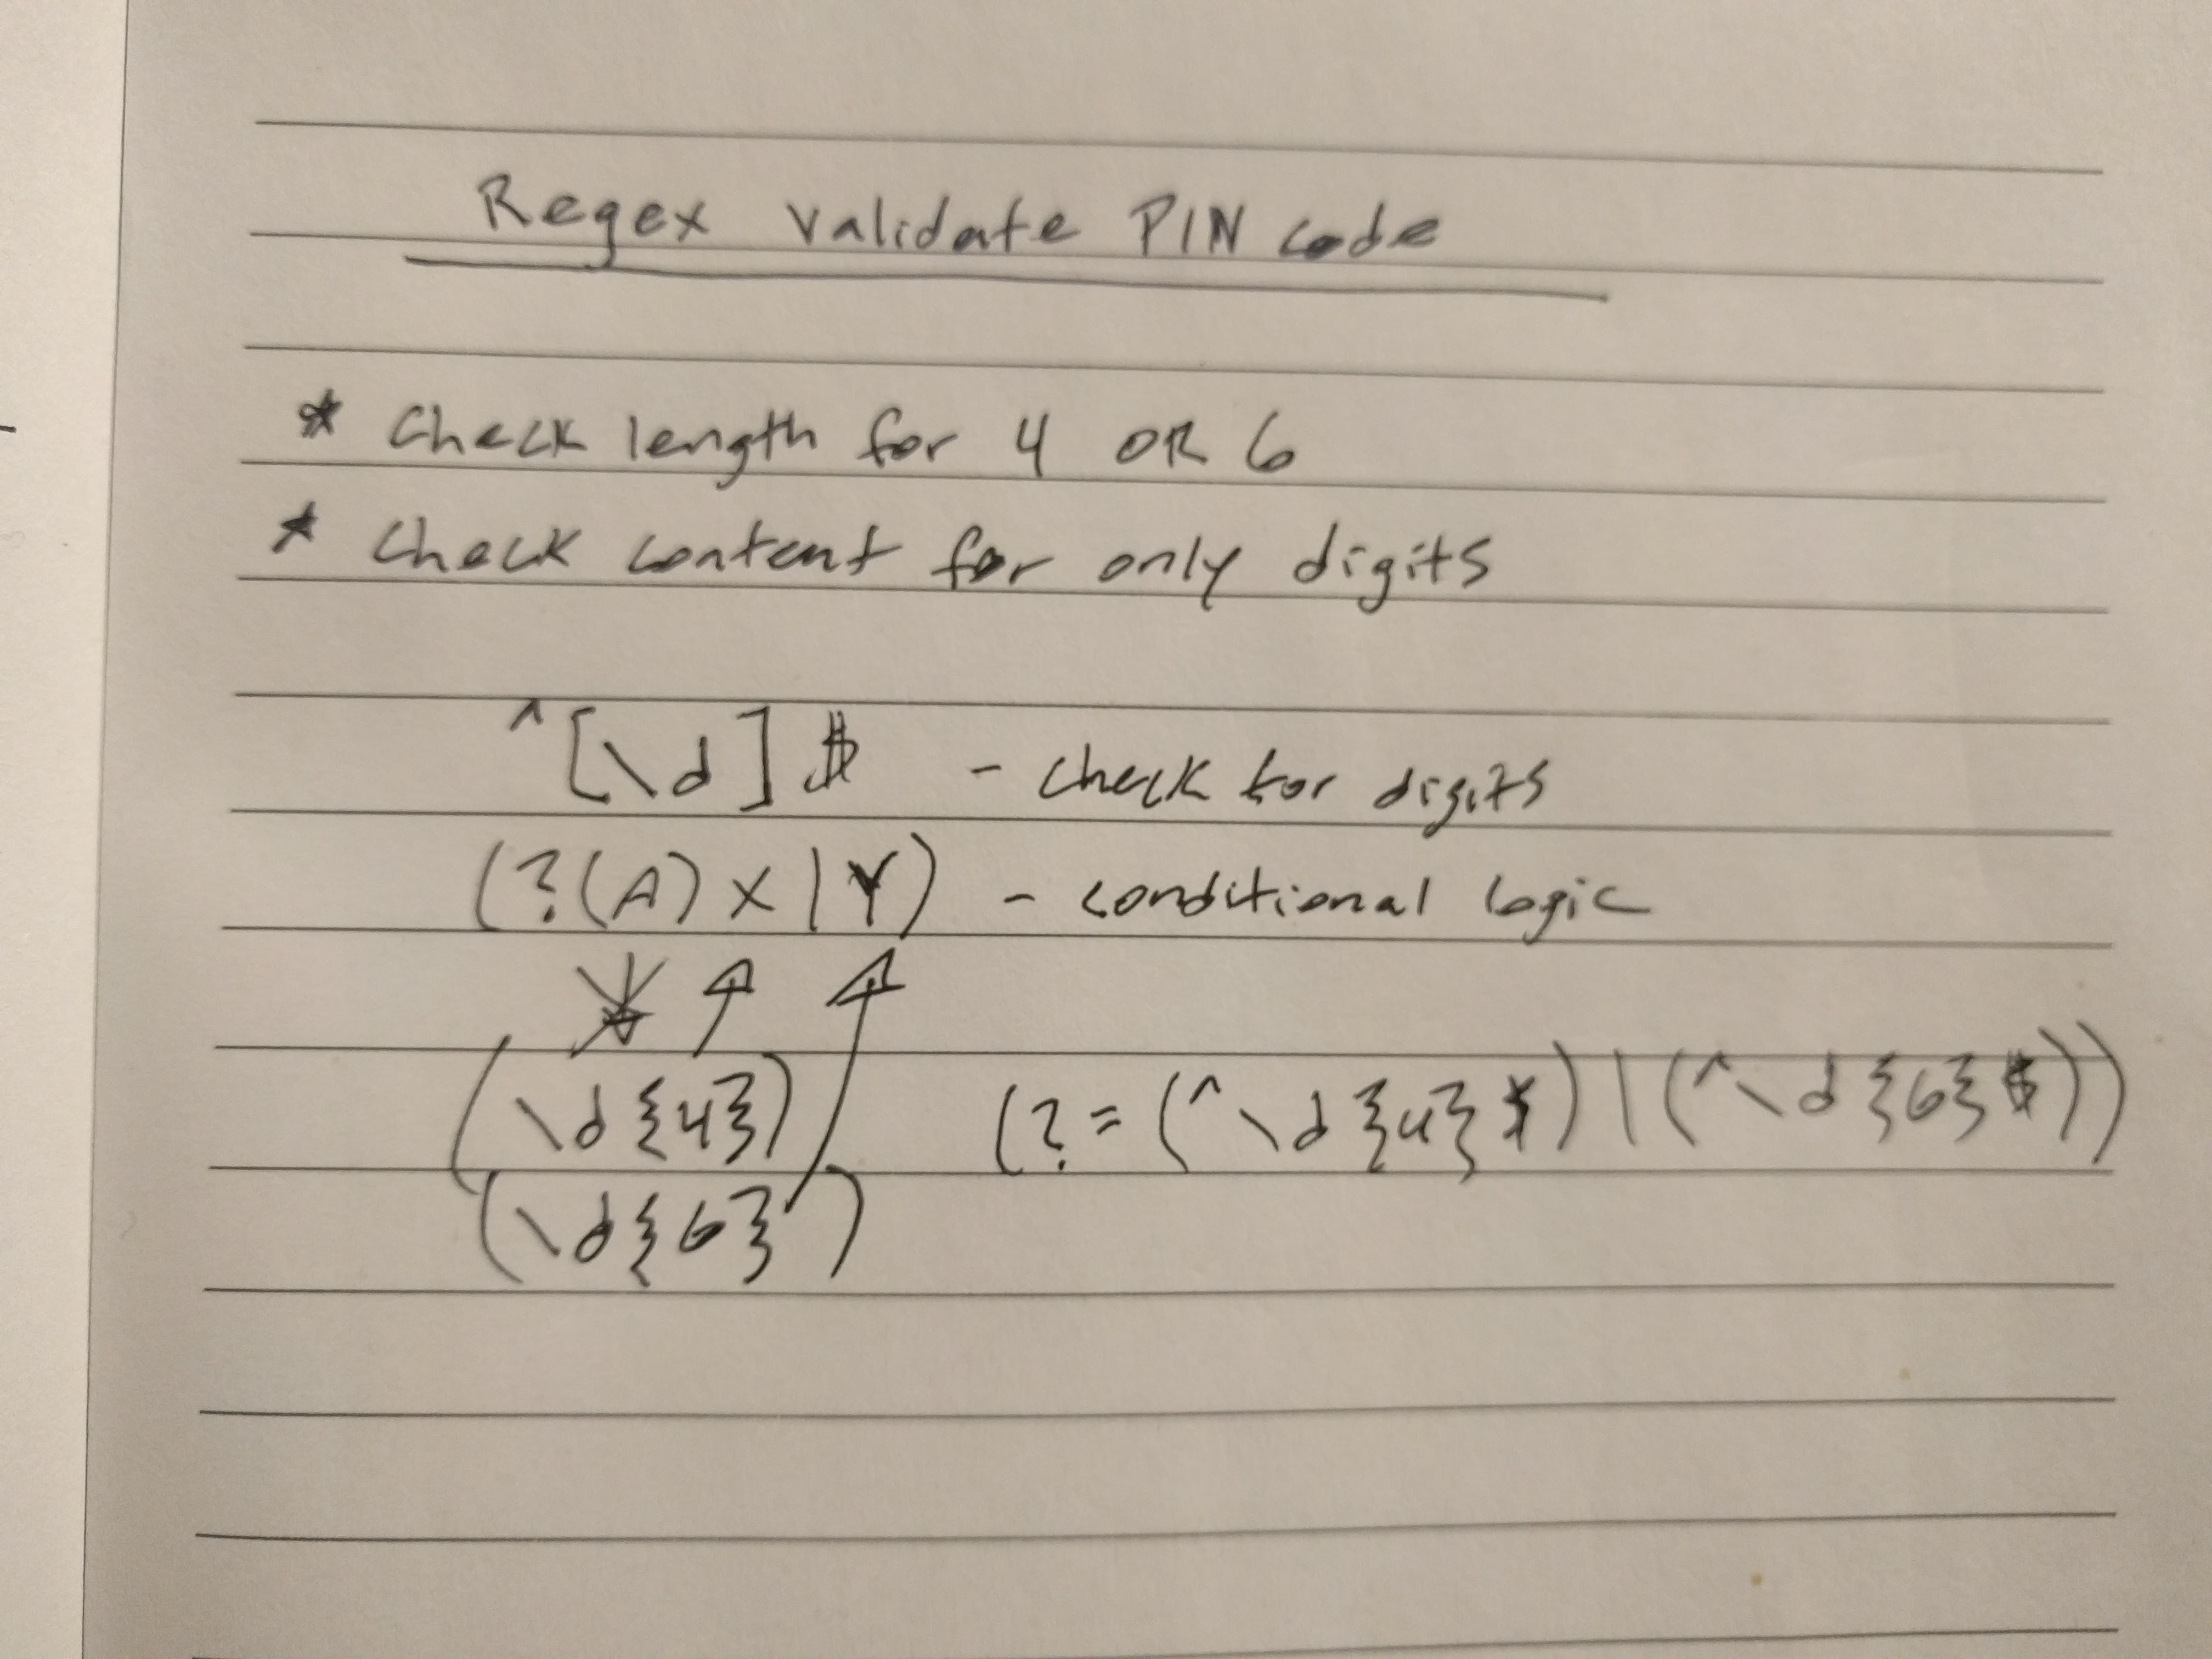 Regex validate PIN code
* Check length for 4 OR 6
* Check content for only digits
^[\d]$ - check for digits
(?(A)X|Y) - conditional logic
(\d{4}) (?=(^\d{4}$)|(^\d{6}$))
(\d{6})